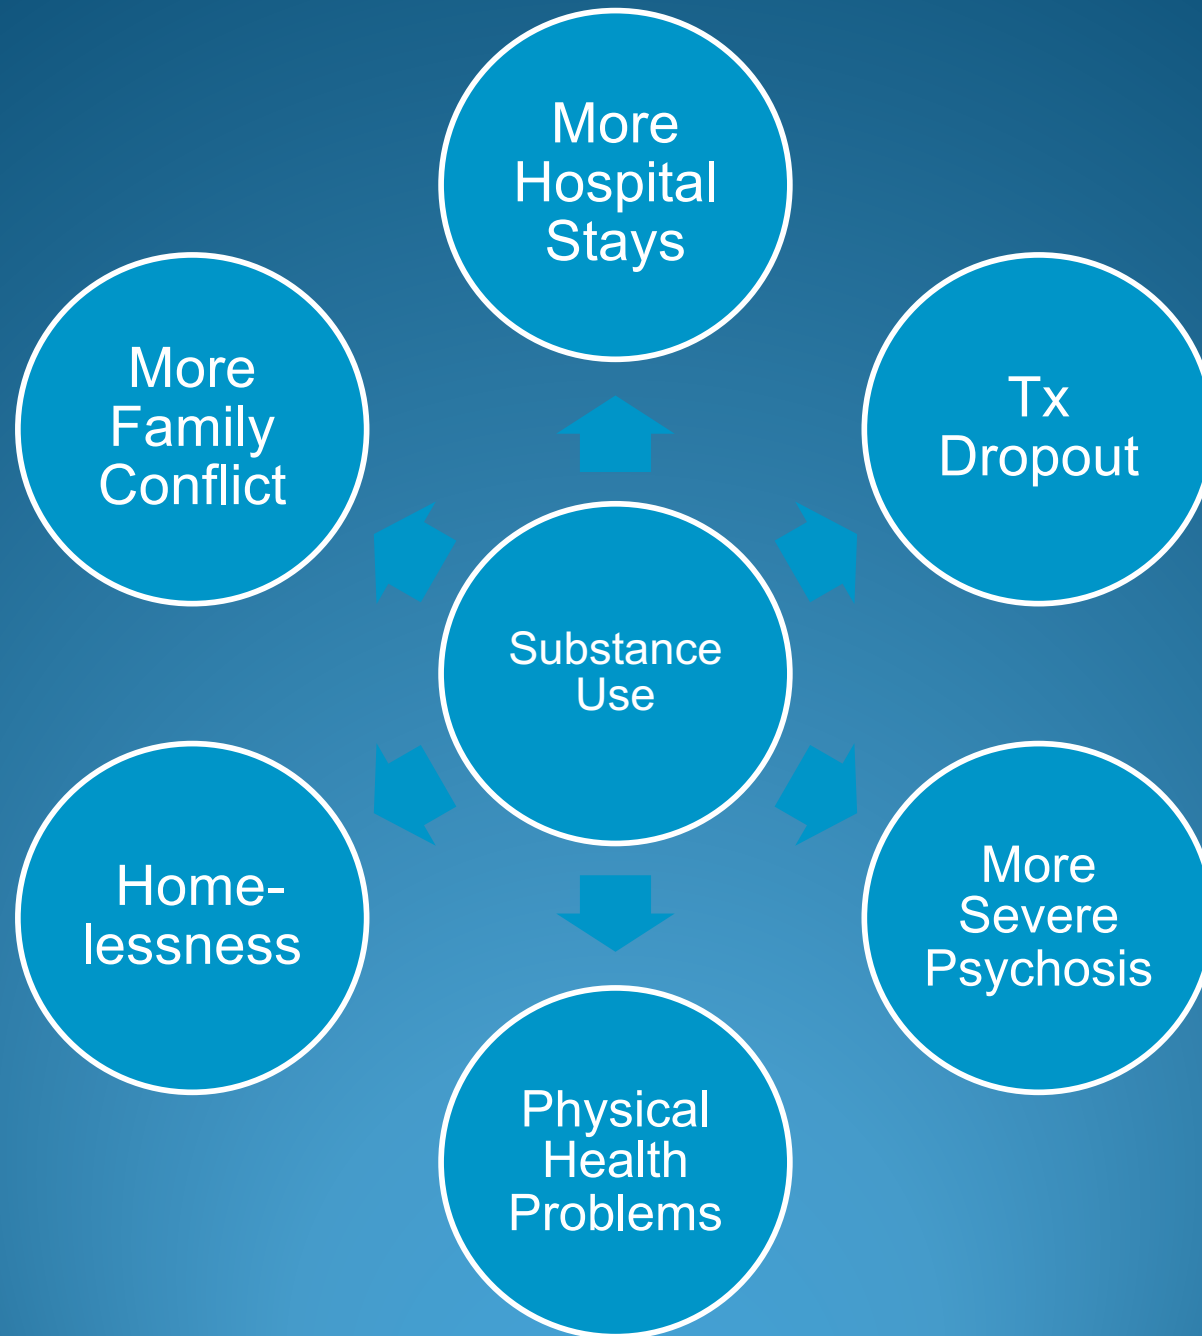 More
Hospital
Stays
More
Family
Conflict
Tx
Dropout
Substance
Use
Home-
lessness
More
Severe
Psychosis
Physical
Health
Problems